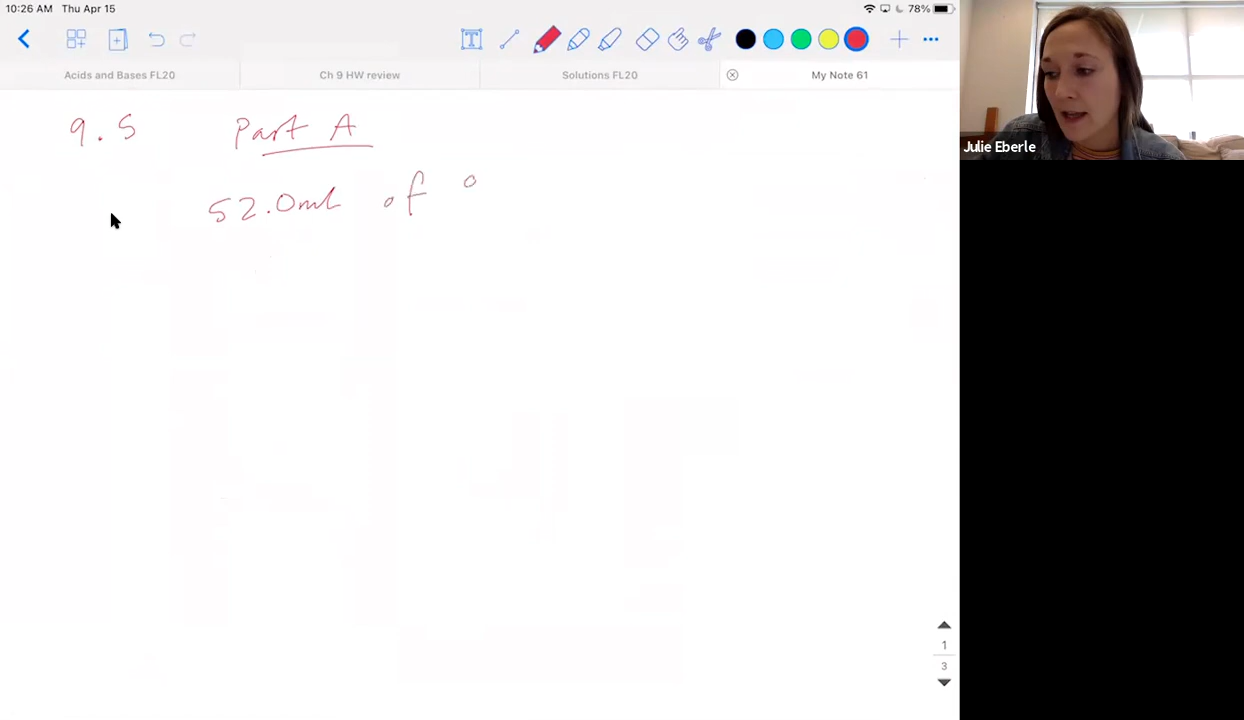 10:26 AM Thu Apr 15
78%
T
Acids and Bases FL20
Ch 9 HW review
Solutions FL20
My Note 61
9.5 Part A
52.0mL of 0
Julie Eberle
1
3